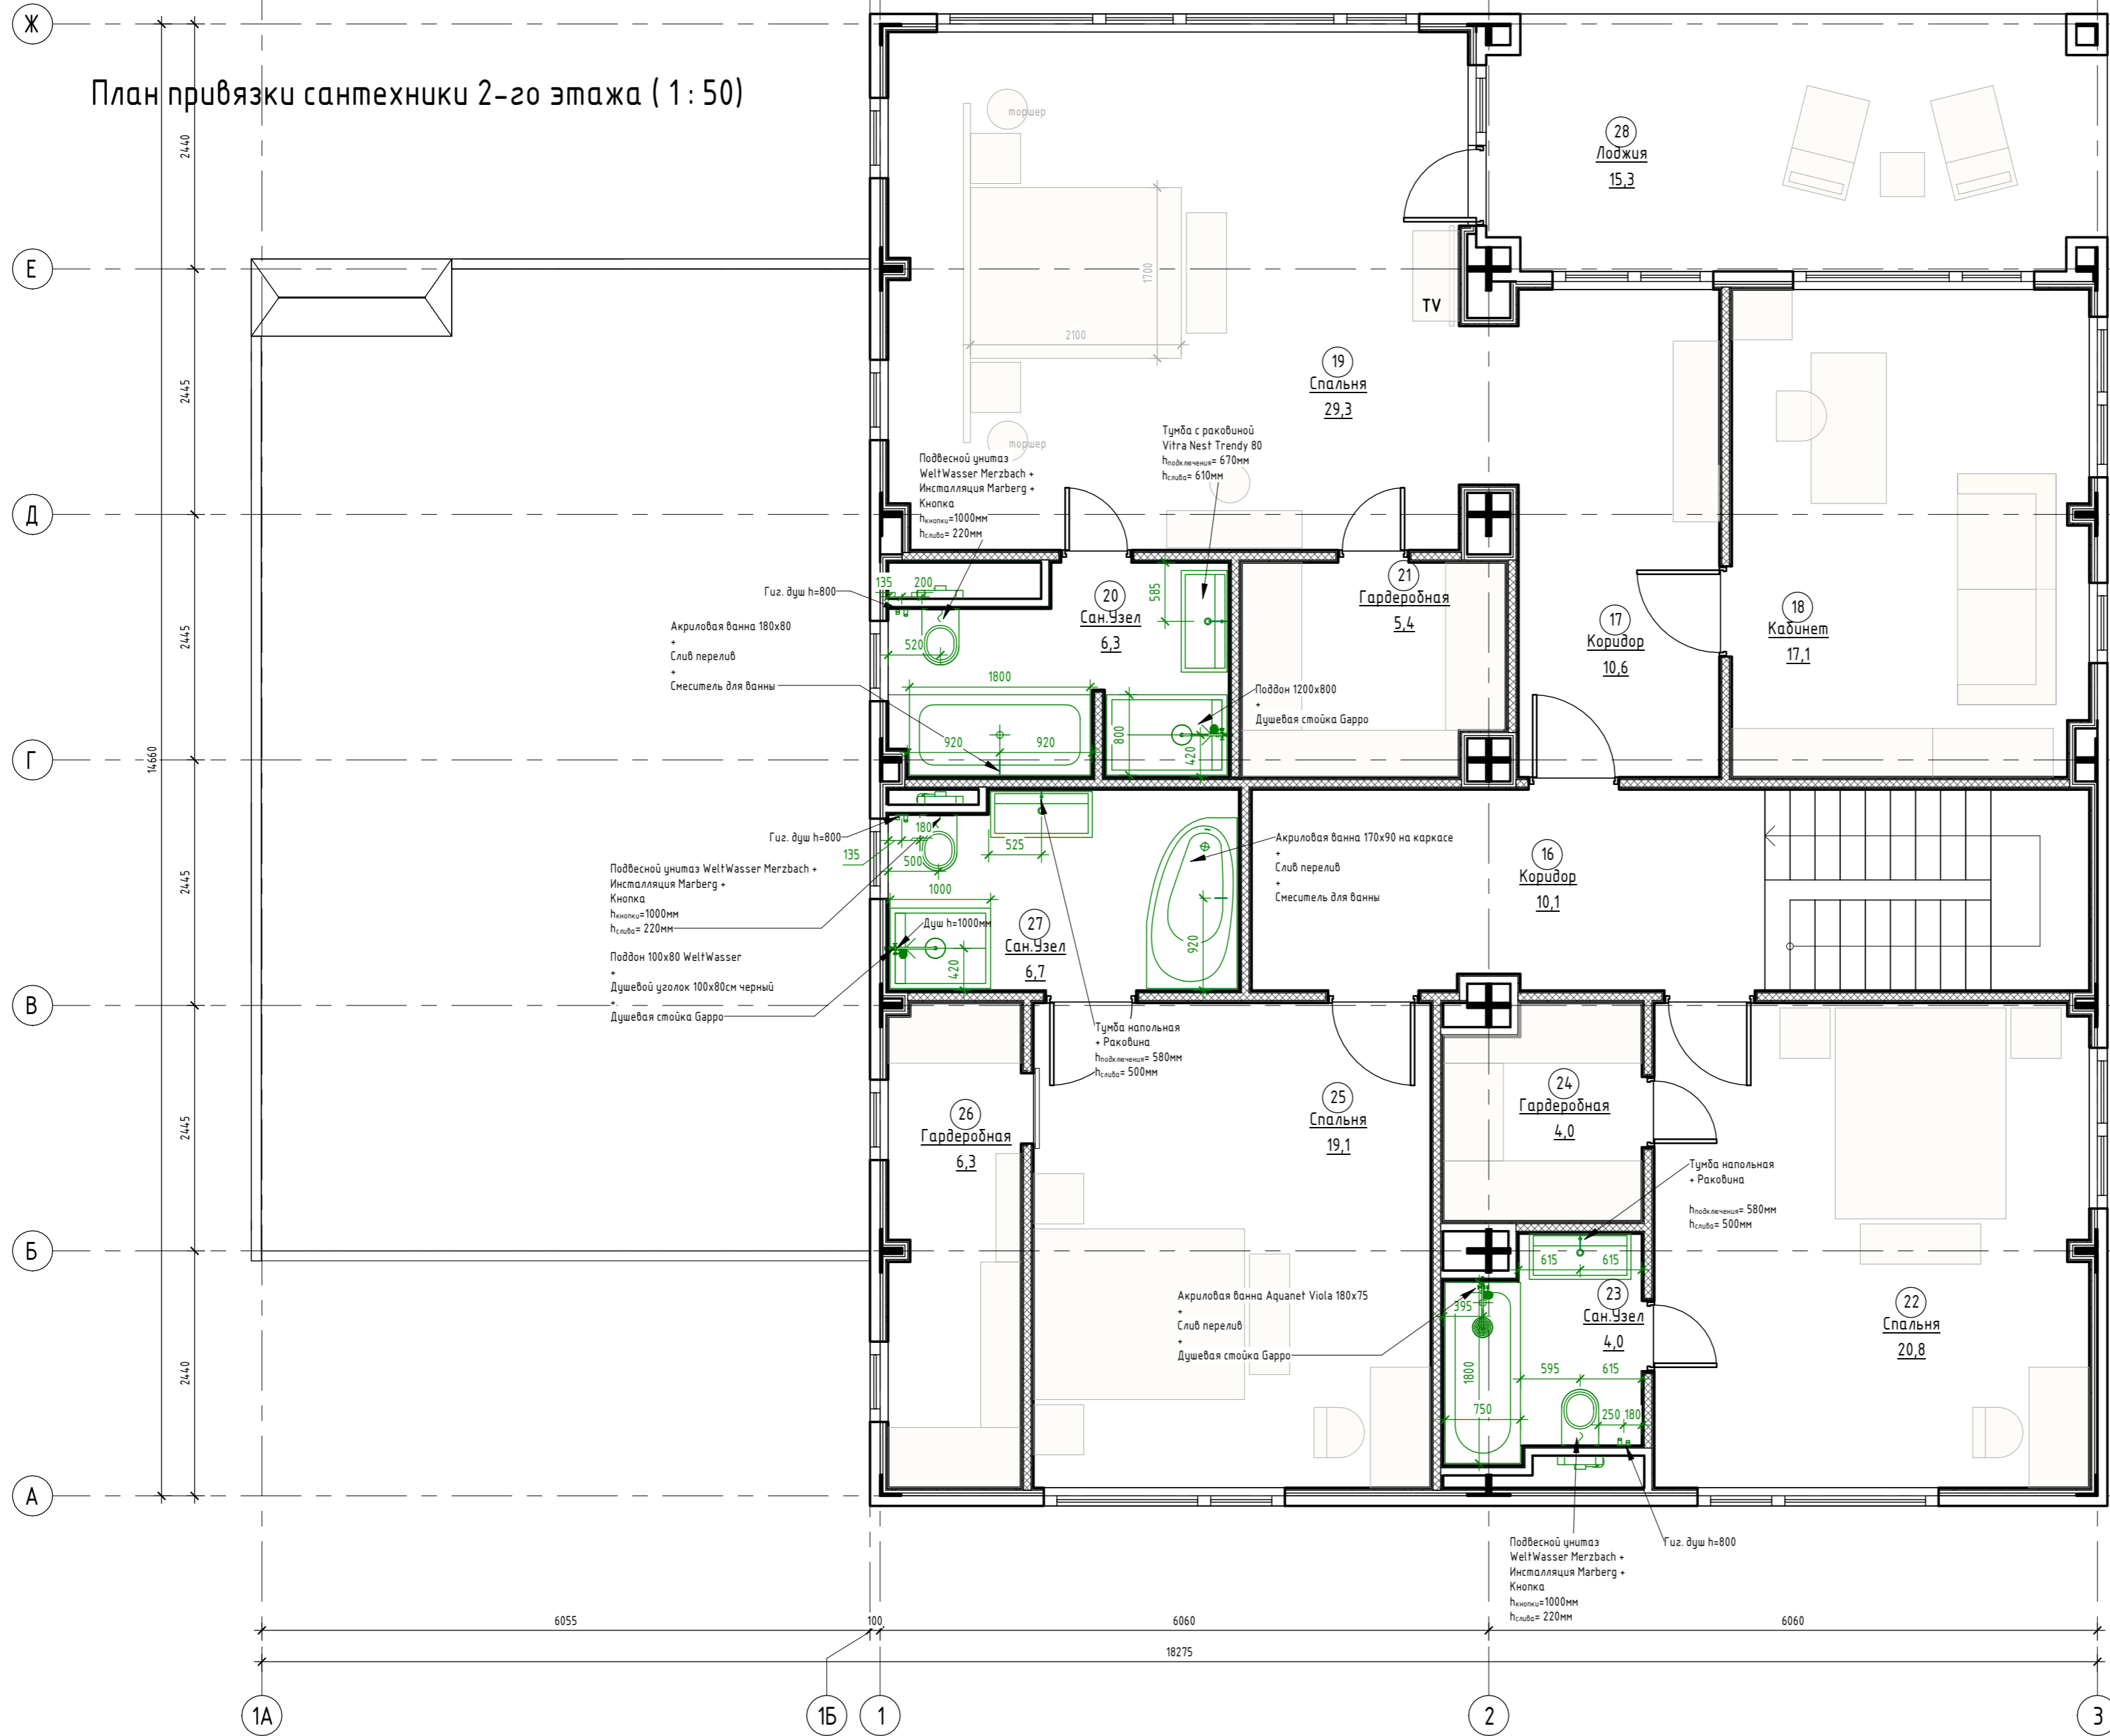 Ж
План привязки сантехники 2-го этажа ( 1 : 50)
2440
торшер
28
Лоджия
15,3
Е
1700
TV
2100
2445
19
Спальня
29,3
торшер
Тумба с раковиной
Vitra Nest Trendy 80
hподключения= 670мм
hслива= 610мм
Подвесной унитаз
WeltWasser Merzbach +
Инсталляция Marberg +
Кнопка
hкнопки=1000мм
hслива= 220мм
Д
135
200
585
Гиг. душ h=800
20
Сан.Узел
6,3
21
Гардеробная
5,4
17
Коридор
10,6
18
Кабинет
17,1
2445
Акриловая ванна 180х80
+
Слив перелив
+
Смеситель для ванны
520
1800
Поддон 1200х800
+
Душевая стойка Gappo
920
920
800
420
Г
14660
Гиг. душ h=800
180
135
500
525
1000
Акриловая ванна 170х90 на каркасе
+
Слив перелив
+
Смеситель для ванны
16
Коридор
10,1
2445
Подвесной унитаз WeltWasser Merzbach +
Инсталляция Marberg +
Кнопка
hкнопки=1000мм
hслива= 220мм
Душ h=1000мм
27
Сан.Узел
6,7
920
420
Поддон 100х80 WeltWasser
+
Душевой уголок 100х80см черный
+.
Душевая стойка Gappo
В
Тумба напольная
+ Раковина
hподключения= 580мм
hслива= 500мм
2445
26
Гардеробная
6,3
25
Спальня
19,1
24
Гардеробная
4,0
Тумба напольная
+ Раковина
hподключения= 580мм
hслива= 500мм
Б
615
615
Акриловая ванна Aquanet Viola 180х75
+
Слив перелив
+
Душевая стойка Gappo
395
23
Сан.Узел
4,0
22
Спальня
20,8
2440
1800
595
615
750
250
180
А
Подвесной унитаз
WeltWasser Merzbach +
Инсталляция Marberg +
Кнопка
hкнопки=1000мм
hслива= 220мм
Гиг. душ h=800
6055
100
6060
6060
18275
1А
1Б
1
2
3